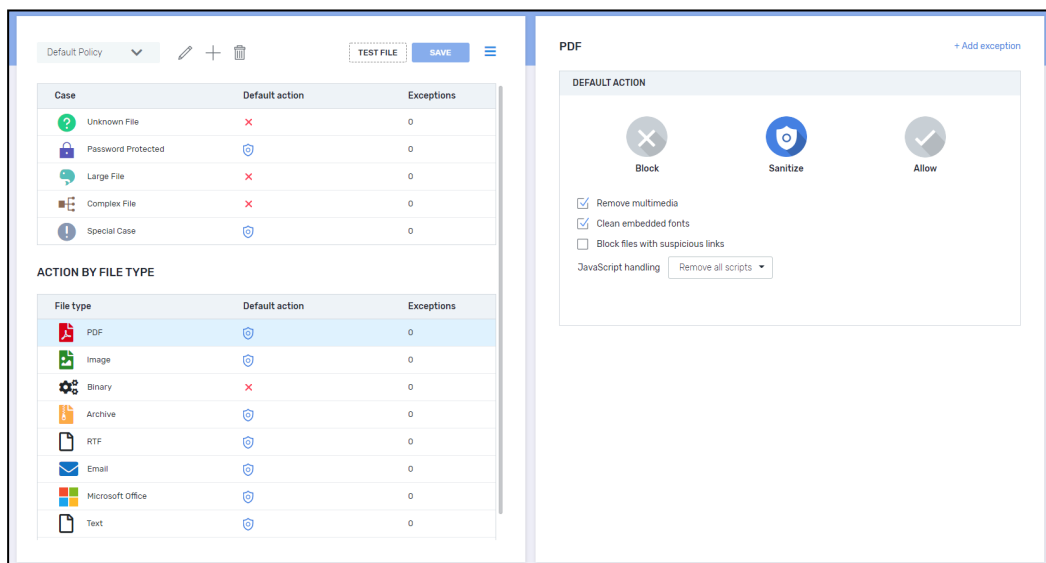 Default Policy
TEST FILE
SAVE
Case Default action Exceptions
Unknown File 0
Password Protected 0
Large File 0
Complex File 0
Special Case 0
ACTION BY FILE TYPE
File type Default action Exceptions
PDF 0
Image 0
Binary 0
Archive 0
RTF 0
Email 0
Microsoft Office 0
Text 0
PDF + Add exception
DEFAULT ACTION
Block Sanitize Allow
Remove multimedia
Clean embedded fonts
Block files with suspicious links
JavaScript handling Remove all scripts